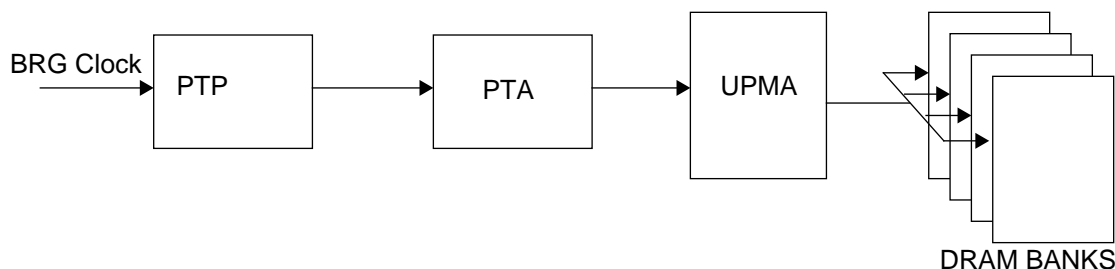 BRG Clock
PTP
PTA
UPMA
DRAM BANKS